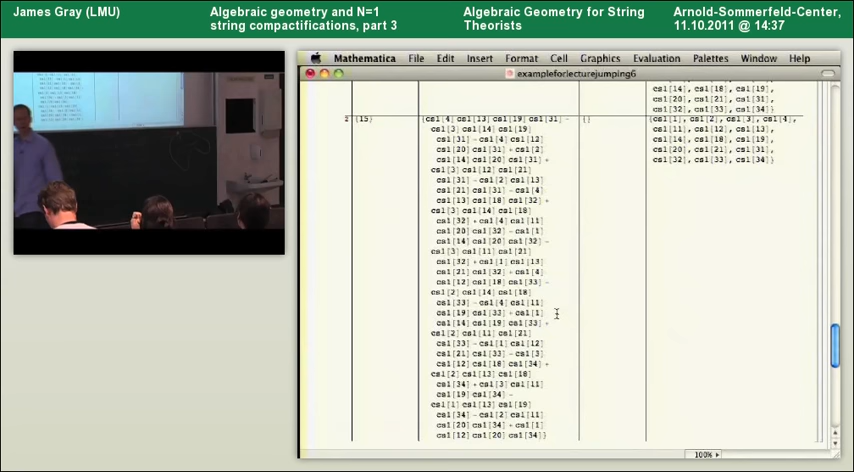 James Gray (LMU)
Algebraic geometry and N=1
string compactifications, part 3
Algebraic Geometry for String
Theorists
Arnold-Sommerfeld-Center,
11.10.2011 @ 14:37
Mathematica File Edit Insert Format Cell Graphics Evaluation Palettes Window Help
exampleforlecturejumping6
cs1[14], cs1[18], cs1[19],
cs1[20], cs1[21], cs1[31],
cs1[32], cs1[33], cs1[34]}
2 {15}
{cs1[4] cs1[13] cs1[19] cs1[31] -
cs1[3] cs1[14] cs1[19]
cs1[31] - cs1[4] cs1[12]
cs1[20] cs1[31] + cs1[2]
cs1[14] cs1[20] cs1[31] +
cs1[3] cs1[12] cs1[21]
cs1[31] - cs1[2] cs1[13]
cs1[21] cs1[31] - cs1[4]
cs1[13] cs1[18] cs1[32] +
cs1[3] cs1[14] cs1[18]
cs1[32] + cs1[4] cs1[11]
cs1[20] cs1[32] - cs1[1]
cs1[14] cs1[20] cs1[32] -
cs1[3] cs1[11] cs1[21]
cs1[32] + cs1[1] cs1[13]
cs1[21] cs1[32] + cs1[4]
cs1[12] cs1[18] cs1[33] -
cs1[2] cs1[14] cs1[18]
cs1[33] - cs1[4] cs1[11]
cs1[19] cs1[33] + cs1[1]
cs1[14] cs1[19] cs1[33] +
cs1[2] cs1[11] cs1[21]
cs1[33] - cs1[1] cs1[12]
cs1[21] cs1[33] - cs1[3]
cs1[12] cs1[18] cs1[34] +
cs1[2] cs1[13] cs1[18]
cs1[34] + cs1[3] cs1[11]
cs1[19] cs1[34] -
cs1[1] cs1[13] cs1[19]
cs1[34] - cs1[2] cs1[11]
cs1[20] cs1[34] + cs1[1]
cs1[12] cs1[20] cs1[34]}
{}
{cs1[1], cs1[2], cs1[3], cs1[4],
cs1[11], cs1[12], cs1[13],
cs1[14], cs1[18], cs1[19],
cs1[20], cs1[21], cs1[31],
cs1[32], cs1[33], cs1[34]}
100%